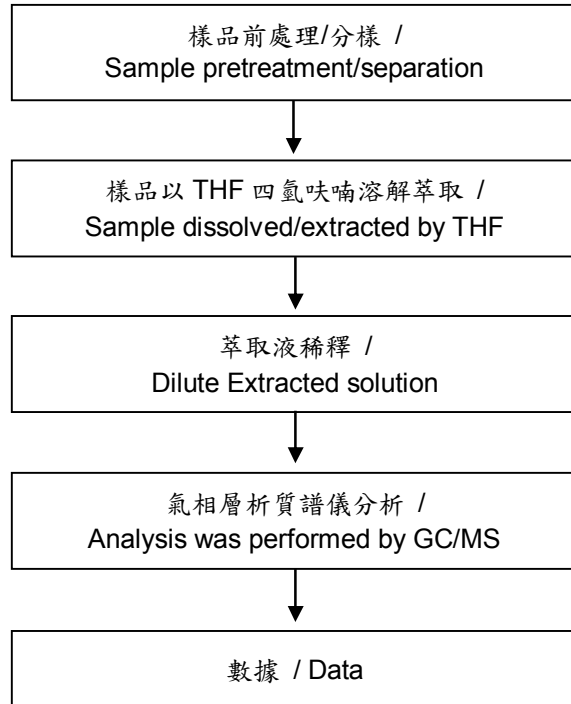 樣品前處理/分樣 /
Sample pretreatment/separation
樣品以 THF 四氫呋喃溶解萃取 /
Sample dissolved/extracted by THF
萃取液稀釋 /
Dilute Extracted solution
氣相層析質譜儀分析 /
Analysis was performed by GC/MS
數據 / Data